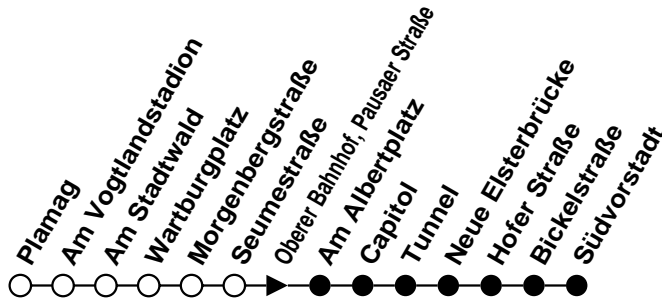 Plamag
Am Vogtlandstadion
Am Stadtwald
Wartburgplatz
Morgenbergstraße
Seumestraße
Oberer Bahnhof, Pausaer Straße
Am Albertplatz
Capitol
Tunnel
Neue Elsterbrücke
Hofer Straße
Bickelstraße
Südvorstadt